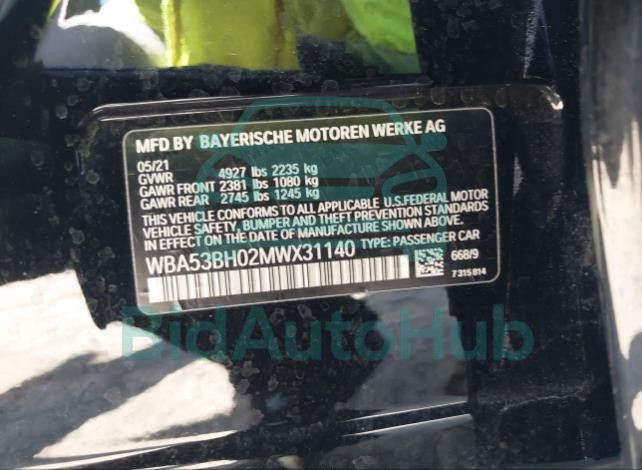 MFD BY BAYERISCHE MOTOREN WERKE AG
05/21
GVWR 4927 lbs 2235 kg
GAWR FRONT 2381 lbs 1080 kg
GAWR REAR 2745 lbs 1245 kg
THIS VEHICLE CONFORMS TO ALL APPLICABLE U.S.FEDERAL MOTOR
VEHICLE SAFETY, BUMPER AND THEFT PREVENTION STANDARDS
IN EFFECT ON THE DATE OF MANUFACTURE SHOWN ABOVE.
WBA53BH02MWX31140 TYPE: PASSENGER CAR
668/9
7 315 814
BidAutoHub